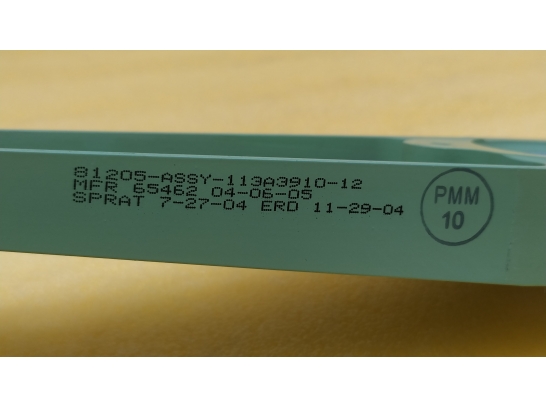 81205-ASSY-113A3910-12
MFR 65462 04-06-05
SPRAT 7-27-04 ERD 11-29-04
PMM
10